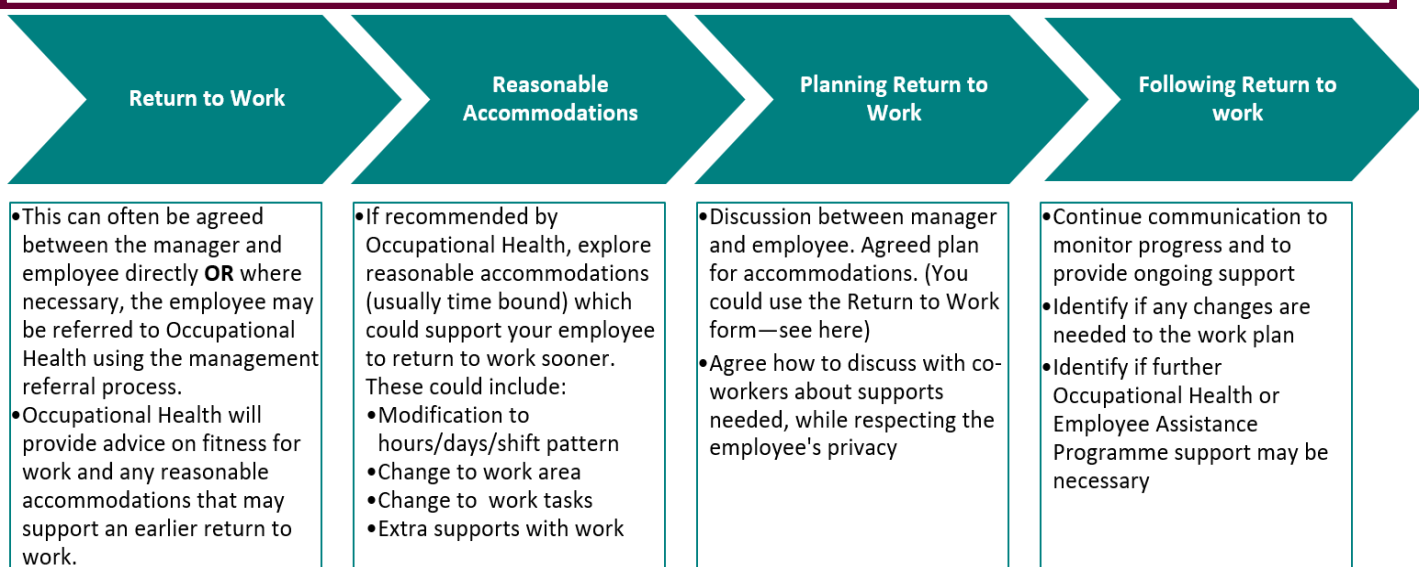 Return to Work
Reasonable
Accommodations
Planning Return to
Work
Following Return to
work
•This can often be agreed
between the manager and
employee directly OR where
necessary, the employee may
be referred to Occupational
Health using the management
referral process.
•Occupational Health will
provide advice on fitness for
work and any reasonable
accommodations that may
support an earlier return to
work.
•If recommended by
Occupational Health, explore
reasonable accommodations
(usually time bound) which
could support your employee
to return to work sooner.
These could include:
•Modification to
hours/days/shift pattern
•Change to work area
•Change to  work tasks
•Extra supports with work
•Discussion between manager
and employee. Agreed plan
for accommodations. (You
could use the Return to Work
form—see here)
•Agree how to discuss with co-
workers about supports
needed, while respecting the
employee's privacy
•Continue communication to
monitor progress and to
provide ongoing support
•Identify if any changes are
needed to the work plan
•Identify if further
Occupational Health or
Employee Assistance
Programme support may be
necessary